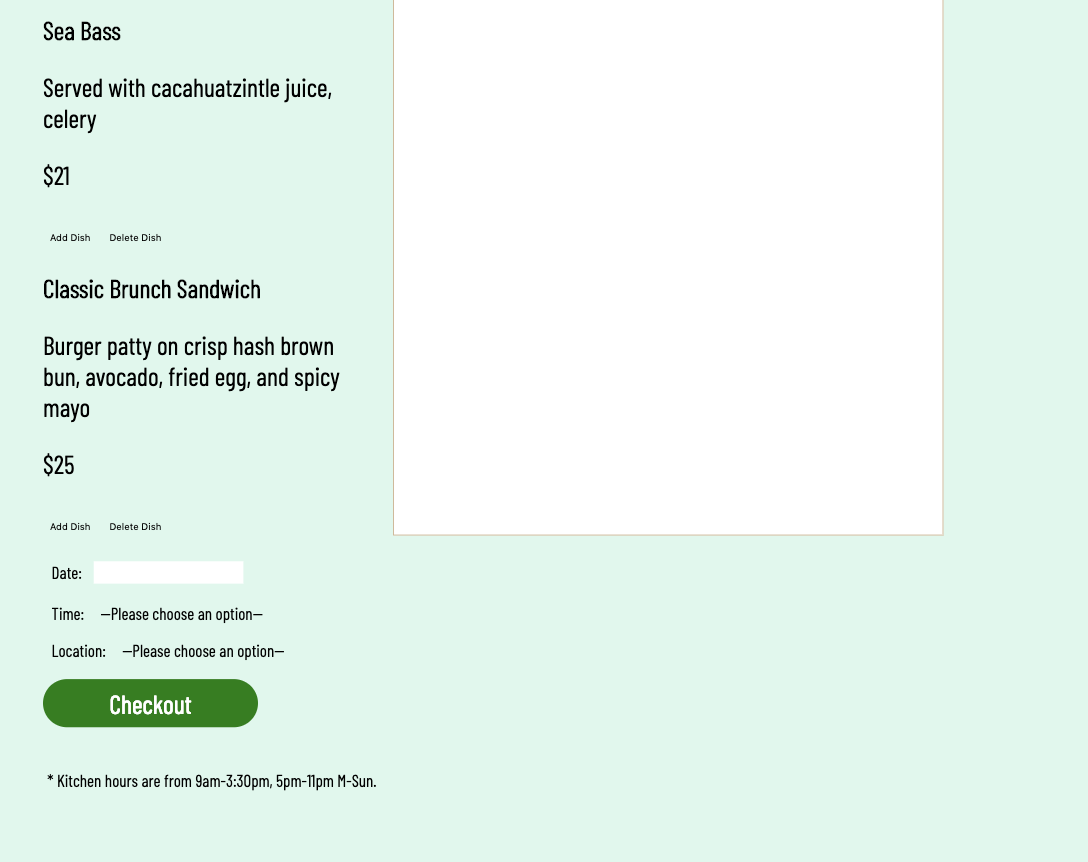 Sea Bass
Served with cacahuatzintle juice,
celery
$21
Add Dish Delete Dish
Classic Brunch Sandwich
Burger patty on crisp hash brown
bun, avocado, fried egg, and spicy
mayo
$25
Add Dish Delete Dish
Date:
Time: —Please choose an option—
Location: —Please choose an option—
Checkout
* Kitchen hours are from 9am-3:30pm, 5pm-11pm M-Sun.